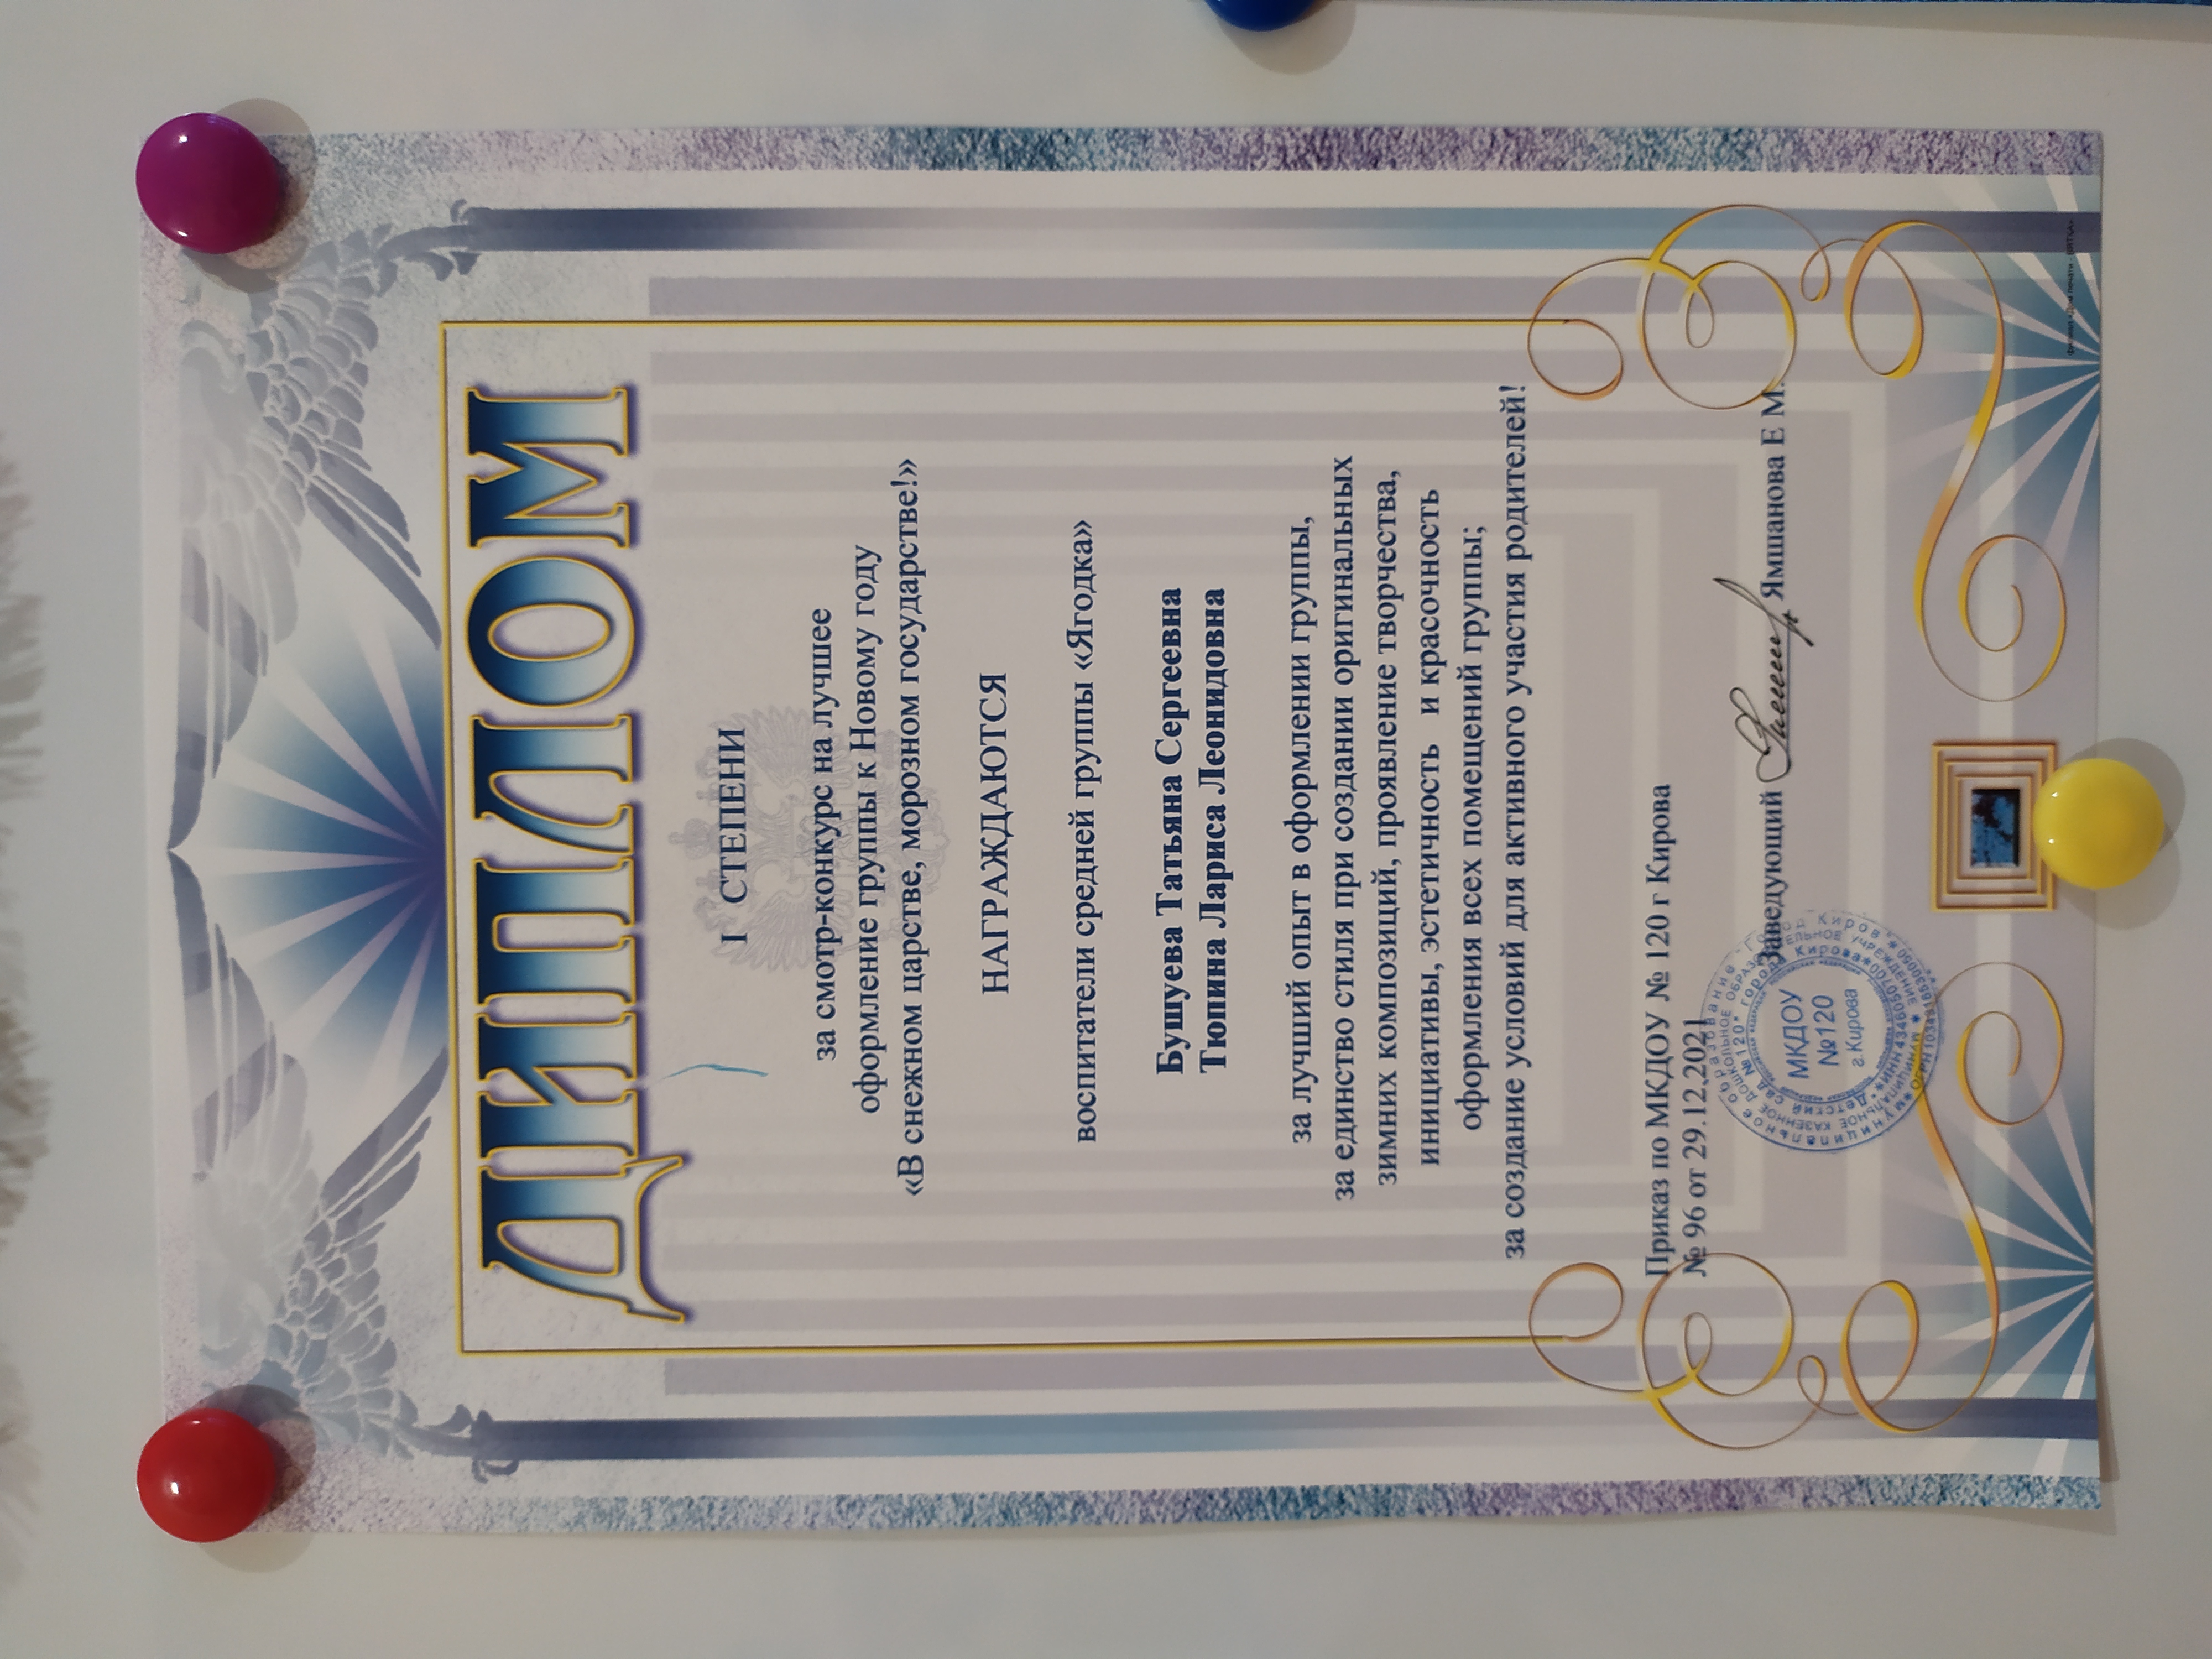 ДИПЛОМ
I СТЕПЕНИ
за смотр-конкурс на лучшее
оформление группы к Новому году
«В снежном царстве, морозном государстве!»
НАГРАЖДАЮТСЯ
воспитатели средней группы «Ягодка»
Бушуева Татьяна Сергеевна
Тюпина Лариса Леонидовна
за лучший опыт в оформлении группы,
за единство стиля при создании оригинальных
зимних композиций, проявление творчества,
инициативы, эстетичность и красочность
оформления всех помещений группы;
за создание условий для активного участия родителей!
Приказ по МКДОУ № 120 г Кирова
№ 96 от 29.12.2021
Заведующий Ямшанова Е М.
МКДОУ
№120
г.Кирова